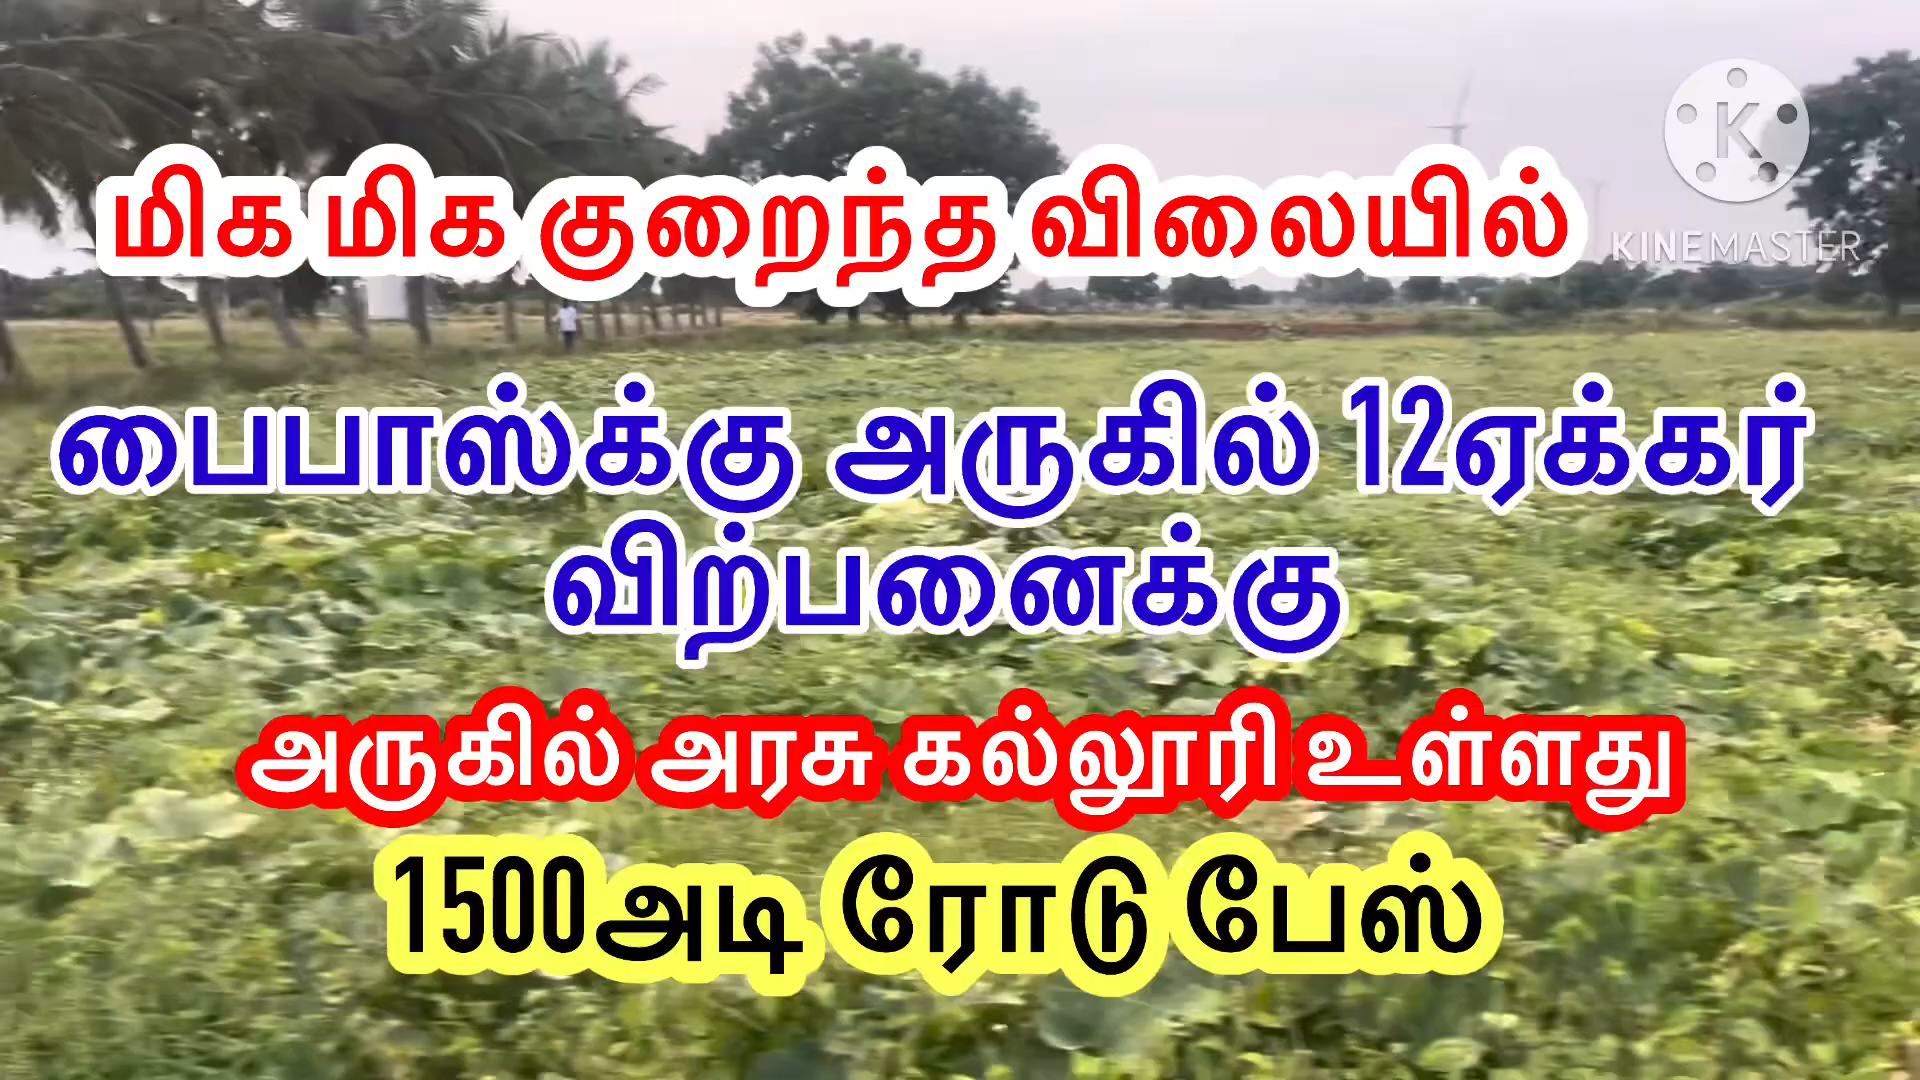 மிக மிக குறைந்த விலையில்
K
KINEMASTER
பைபாஸ்க்கு அருகில் 12ஏக்கர்
விற்பனைக்கு
அருகில் அரசு கல்லூரி உள்ளது
1500அடி ரோடு பேஸ்